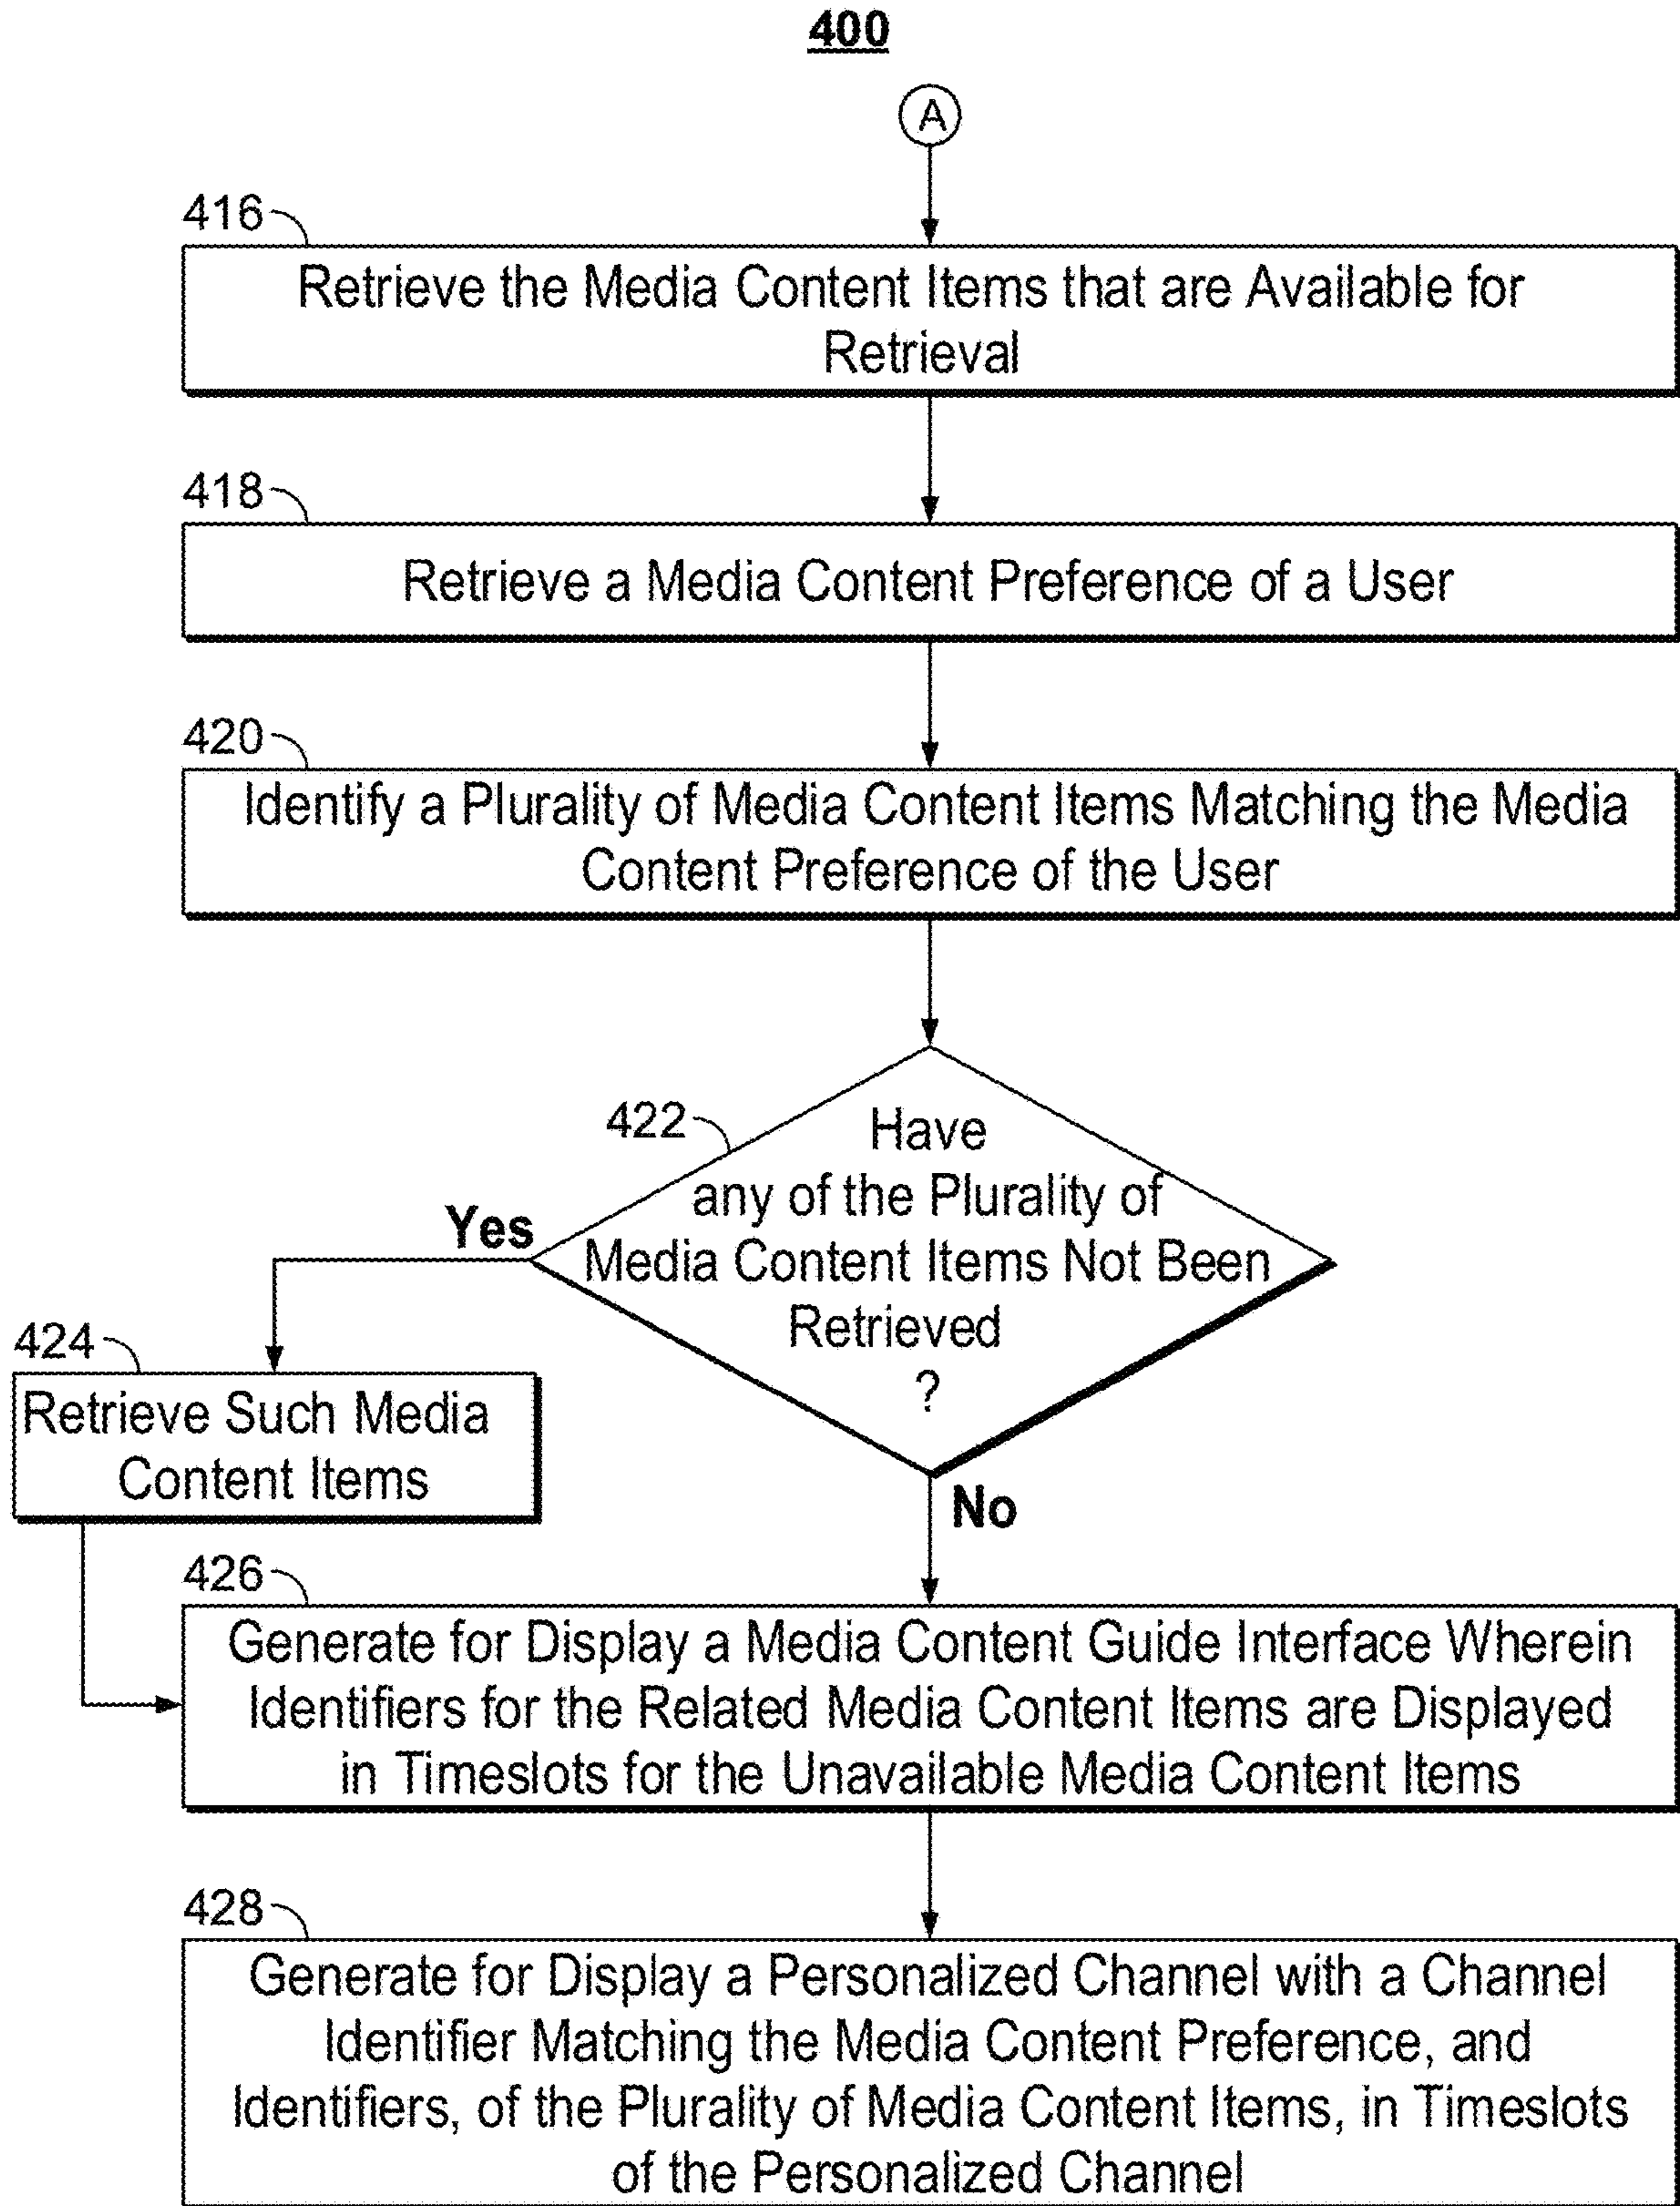 400
A
416
Retrieve the Media Content Items that are Available for
Retrieval
418
Retrieve a Media Content Preference of a User
420
Identify a Plurality of Media Content Items Matching the Media
Content Preference of the User
422
Have
any of the Plurality of
Media Content Items Not Been
Retrieved
?
Yes
424
Retrieve Such Media
Content Items
No
426
Generate for Display a Media Content Guide Interface Wherein
Identifiers for the Related Media Content Items are Displayed
in Timeslots for the Unavailable Media Content Items
428
Generate for Display a Personalized Channel with a Channel
Identifier Matching the Media Content Preference, and
Identifiers, of the Plurality of Media Content Items, in Timeslots
of the Personalized Channel